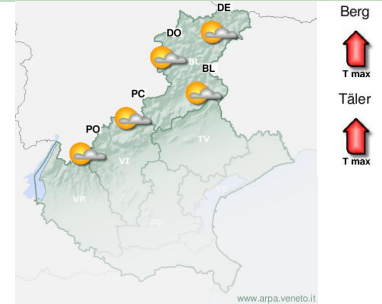 DE
Berg
DO
BL
T max
Täler
PC
PO
TV
VI
T max
VR
www.arpa.veneto.it